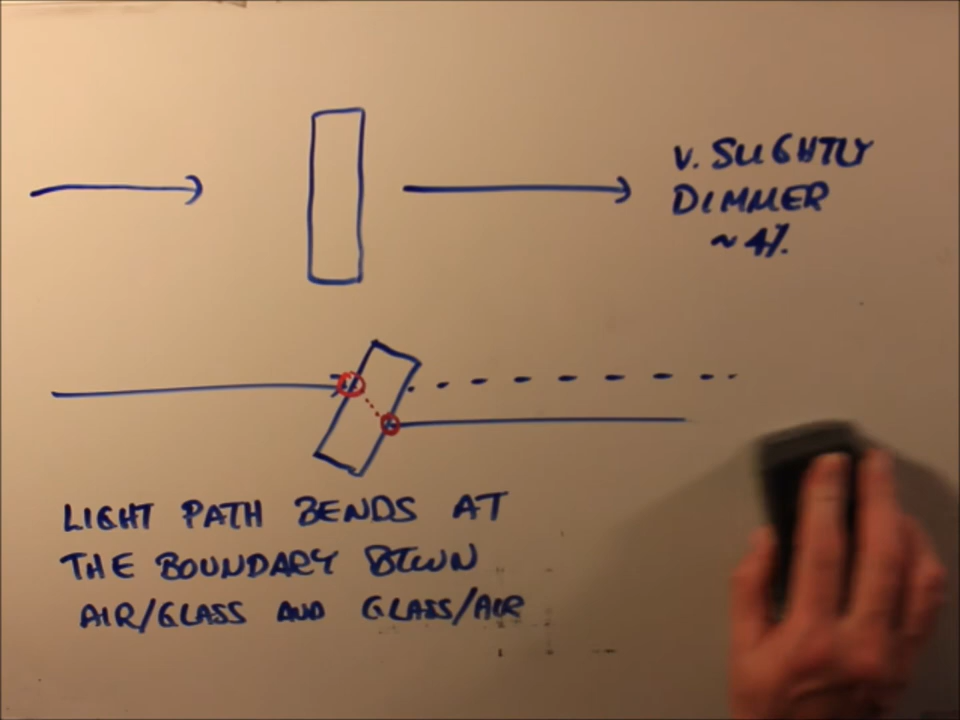 V. SLIGHTLY
DIMMER
~ 4%
LIGHT PATH BENDS AT
THE BOUNDARY BTWN
AIR/GLASS AND GLASS/AIR